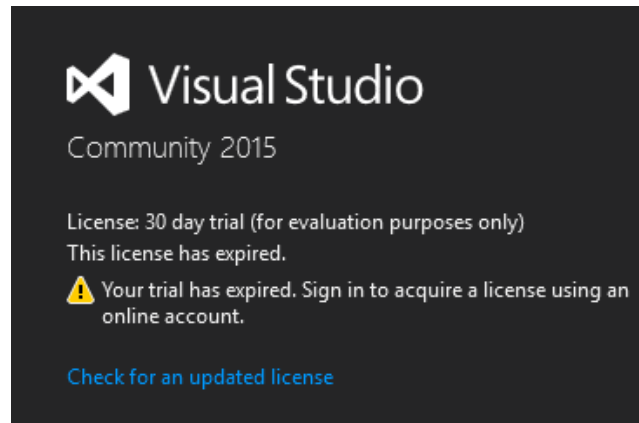 Visual Studio
Community 2015
License: 30 day trial (for evaluation purposes only)
This license has expired.
Your trial has expired. Sign in to acquire a license using an
online account.
Check for an updated license